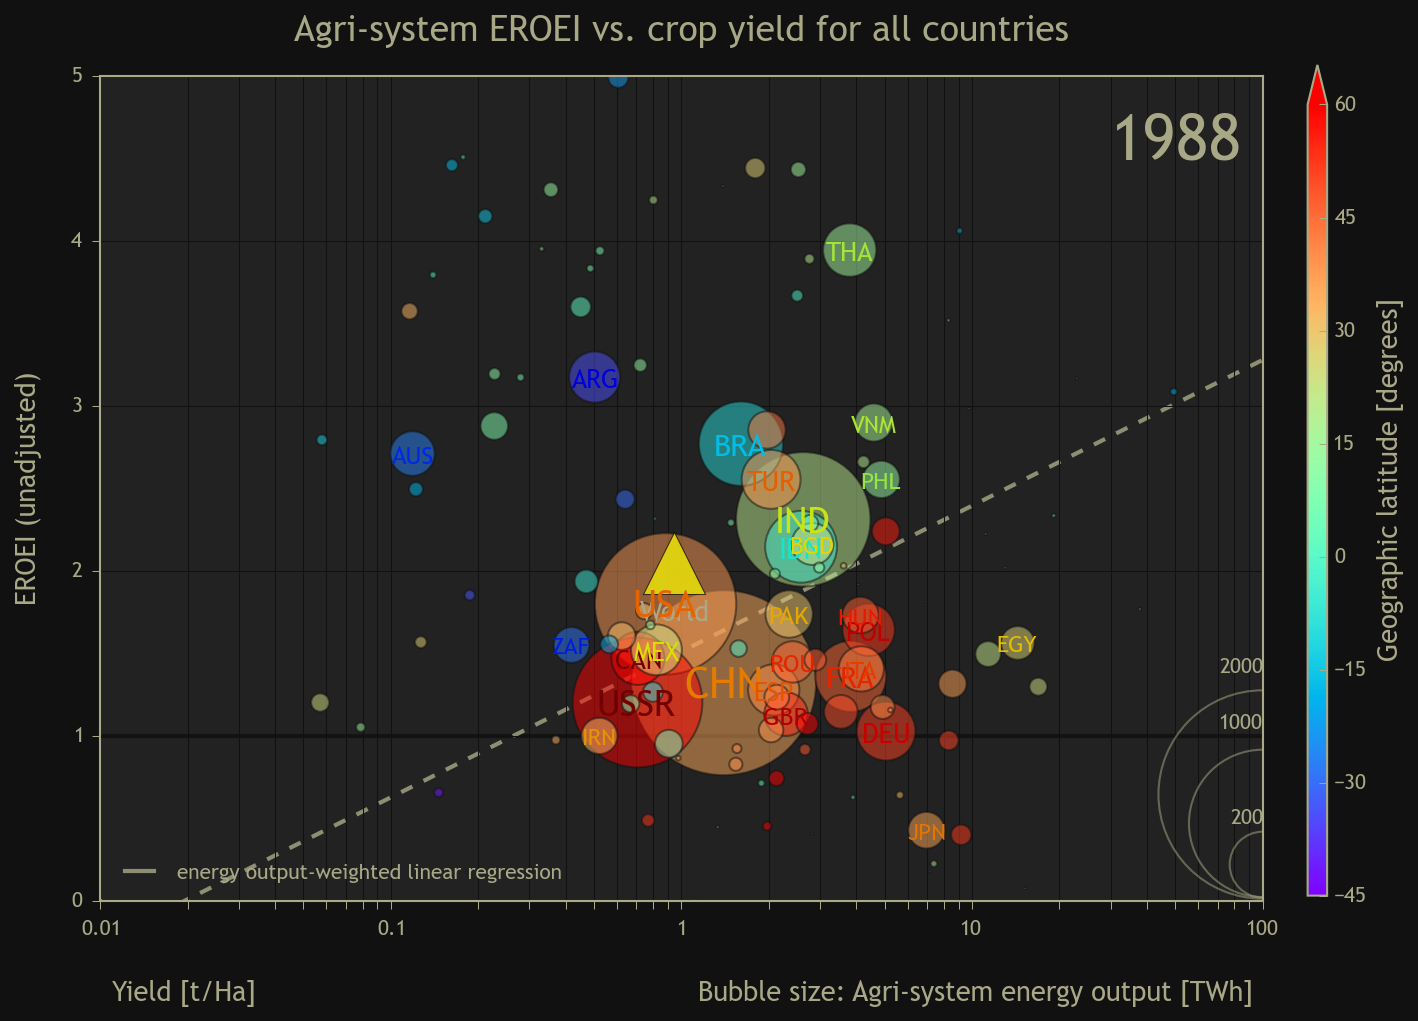 Agri-system EROEI vs. crop yield for all countries
1988
EROEI (unadjusted)
5
4
3
2
1
0
THA
ARG
VNM
AUS
BRA
TUR
PHL
IND
BGD
USA
World
PAK
HUN
POL
ZAF
MEX
CAN
EGY
ROU
ITA
FRA
CHN
ESP
USSR
GBR
IRN
DEU
JPN
2000
1000
200
energy output-weighted linear regression
0.01
0.1
1
10
100
Yield [t/Ha]
Bubble size: Agri-system energy output [TWh]
60
45
30
15
0
−15
−30
−45
Geographic latitude [degrees]